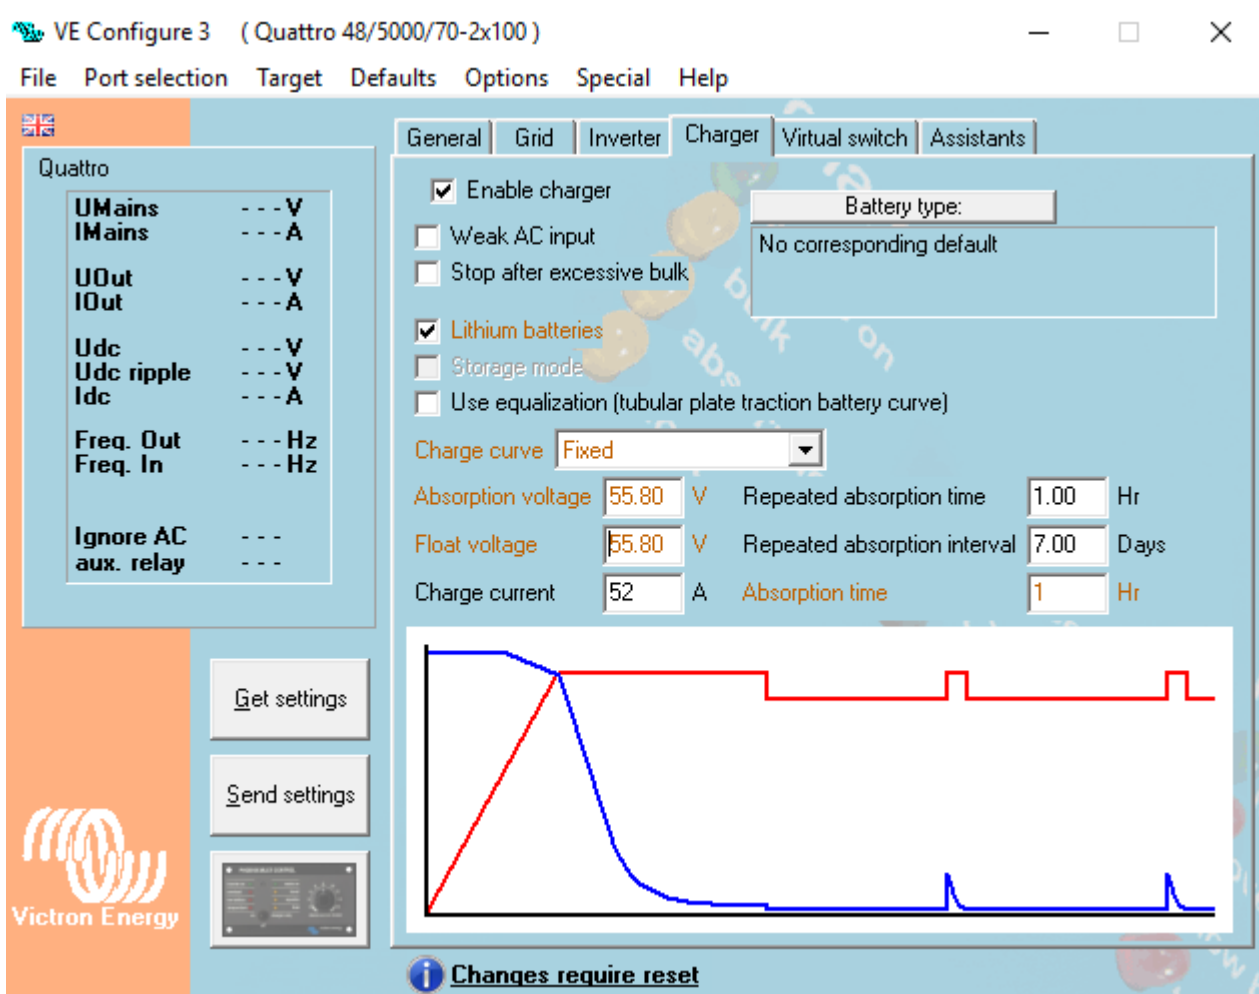 VE Configure 3 ( Quattro 48/5000/70-2x100 )
File Port selection Target Defaults Options Special Help
General Grid Inverter Charger Virtual switch Assistants
Quattro
UMains - - - V
IMains - - - A
UOut - - - V
IOut - - - A
Udc - - - V
Udc ripple - - - V
Idc - - - A
Freq. Out - - - Hz
Freq. In - - - Hz
Ignore AC - - -
aux. relay - - -
Get settings
Send settings
Victron Energy
Enable charger
Battery type:
Weak AC input
No corresponding default
Stop after excessive bulk
Lithium batteries
Storage mode
Use equalization (tubular plate traction battery curve)
Charge curve Fixed
Absorption voltage 55.80 V Repeated absorption time 1.00 Hr
Float voltage 55.80 V Repeated absorption interval 7.00 Days
Charge current 52 A Absorption time 1 Hr
bulk
abs
on
Changes require reset